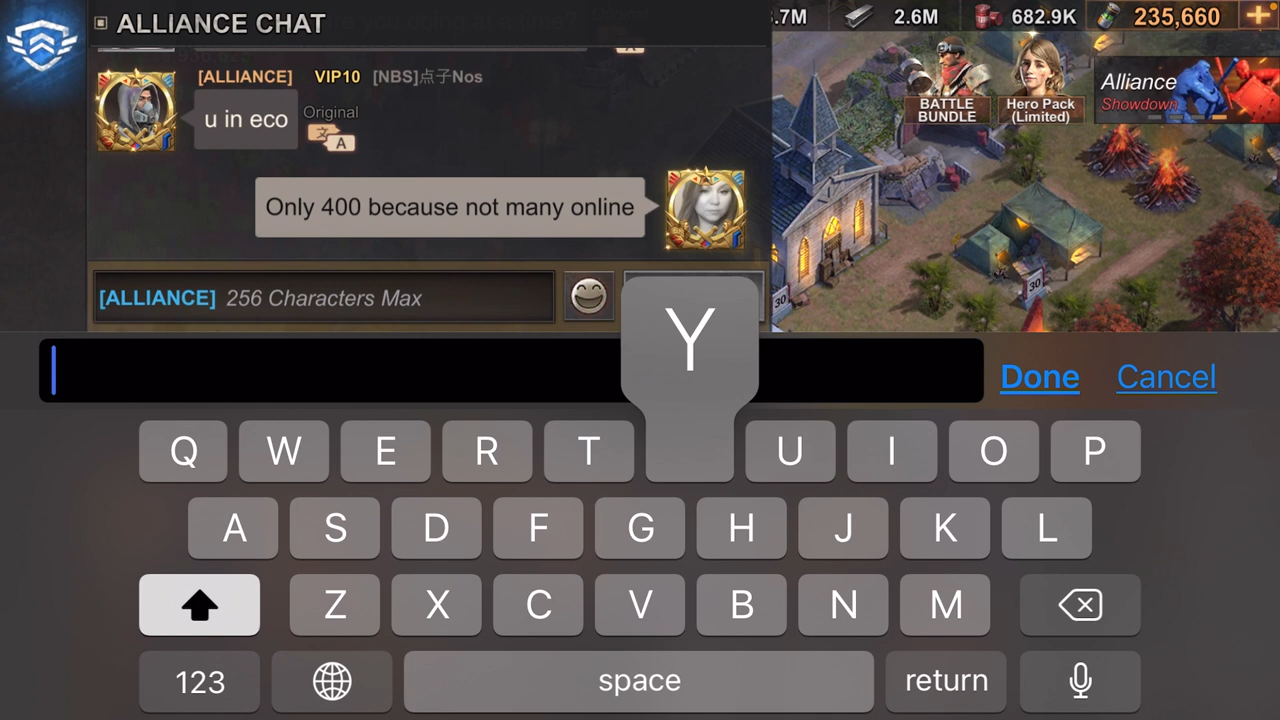 ALLIANCE CHAT
.7M
2.6M
682.9K
235,660
[ALLIANCE] VIP10 [NBS]点子Nos
u in eco
Original
文
A
Only 400 because not many online
BATTLE
BUNDLE
Hero Pack
(Limited)
Alliance
Showdown
30
30
[ALLIANCE] 256 Characters Max
Y
Done
Cancel
Q W E R T U I O P
A S D F G H J K L
Z X C V B N M
123
space
return